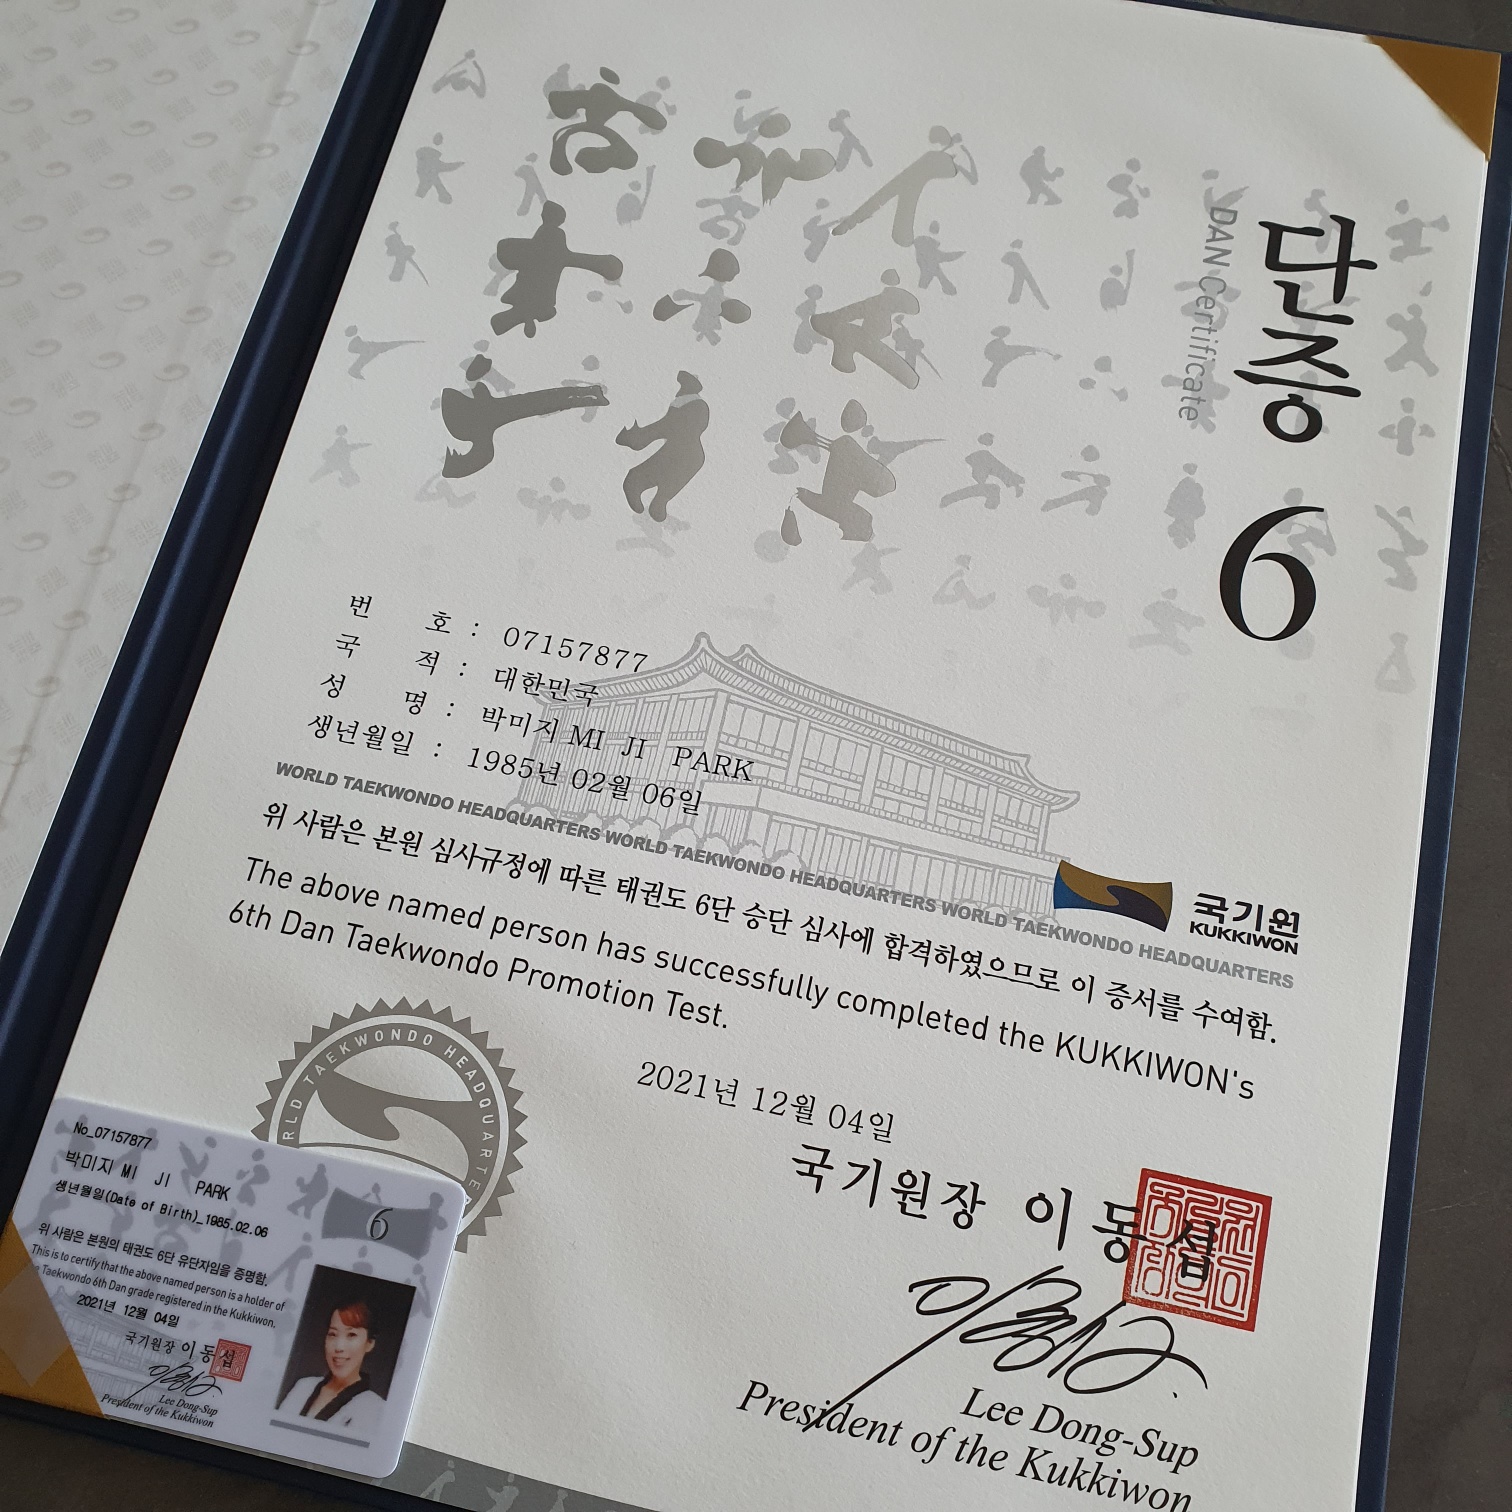 단증
DAN Certificate
6
번 호 : 07157877
국 적 : 대한민국
성 명 : 박미지 MI JI PARK
생년월일 : 1985년 02월 06일
WORLD TAEKWONDO HEADQUARTERS WORLD TAEKWONDO HEADQUARTERS WORLD TAEKWONDO HEADQUARTERS
국기원
KUKKIWON
위 사람은 본원 심사규정에 따른 태권도 6단 승단 심사에 합격하였으므로 이 증서를 수여함.
The above named person has successfully completed the KUKKIWON's
6th Dan Taekwondo Promotion Test.
2021년 12월 04일
국기원장 이동섭
Lee Dong-Sup
President of the Kukkiwon
TAEKWONDO
No_07157877
박미지 MI JI PARK
생년월일(Date of Birth)_1985.02.06
6
위 사람은 본원의 태권도 6단 유단자임을 증명함.
This is to certify that the above named person is a holder of
Taekwondo 6th Dan grade registered in the Kukkiwon.
2021년 12월 04일
국기원장 이동섭
Lee Dong-Sup
President of the Kukkiwon